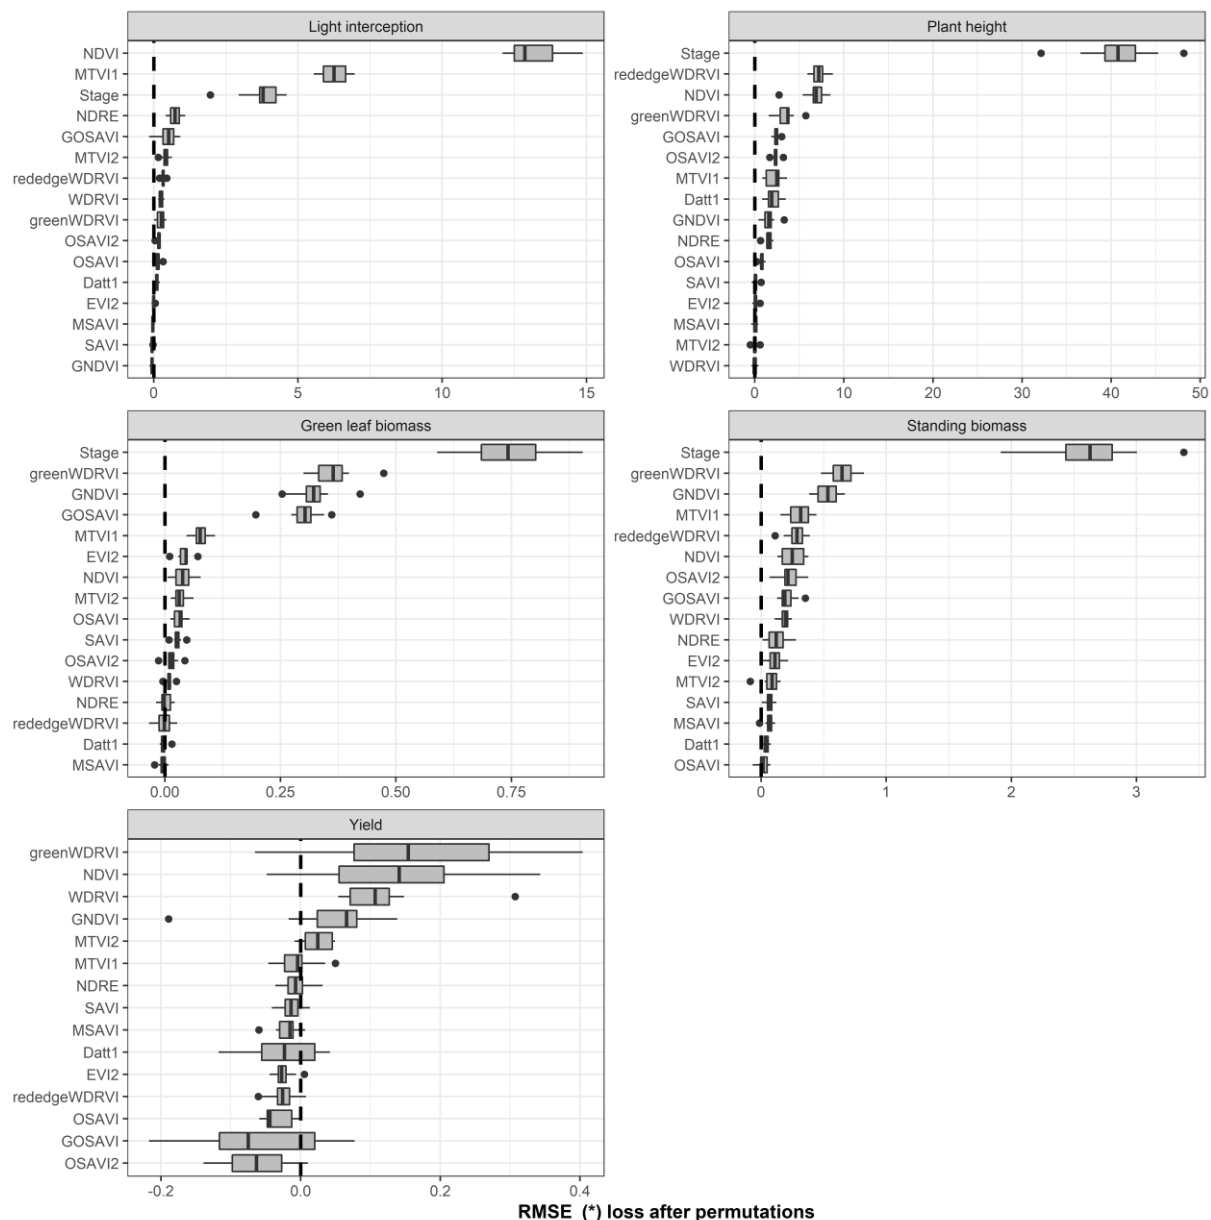 Light interception
NDVI
MTVI1
Stage
NDRE
GOSAVI
MTVI2
rededgeWDRVI
WDRVI
greenWDRVI
OSAVI2
OSAVI
Datt1
EVI2
MSAVI
SAVI
GNDVI
0 5 10 15
Plant height
Stage
rededgeWDRVI
NDVI
greenWDRVI
GOSAVI
OSAVI2
MTVI1
Datt1
GNDVI
NDRE
OSAVI
SAVI
EVI2
MSAVI
MTVI2
WDRVI
0 10 20 30 40 50
Green leaf biomass
Stage
greenWDRVI
GNDVI
GOSAVI
MTVI1
EVI2
NDVI
MTVI2
OSAVI
SAVI
OSAVI2
WDRVI
NDRE
rededgeWDRVI
Datt1
MSAVI
0.00 0.25 0.50 0.75
Standing biomass
Stage
greenWDRVI
GNDVI
MTVI1
rededgeWDRVI
NDVI
OSAVI2
GOSAVI
WDRVI
NDRE
EVI2
MTVI2
SAVI
MSAVI
Datt1
OSAVI
0 1 2 3
Yield
greenWDRVI
NDVI
WDRVI
GNDVI
MTVI2
MTVI1
NDRE
SAVI
MSAVI
Datt1
EVI2
rededgeWDRVI
OSAVI
GOSAVI
OSAVI2
-0.2 0.0 0.2 0.4
RMSE (*) loss after permutations